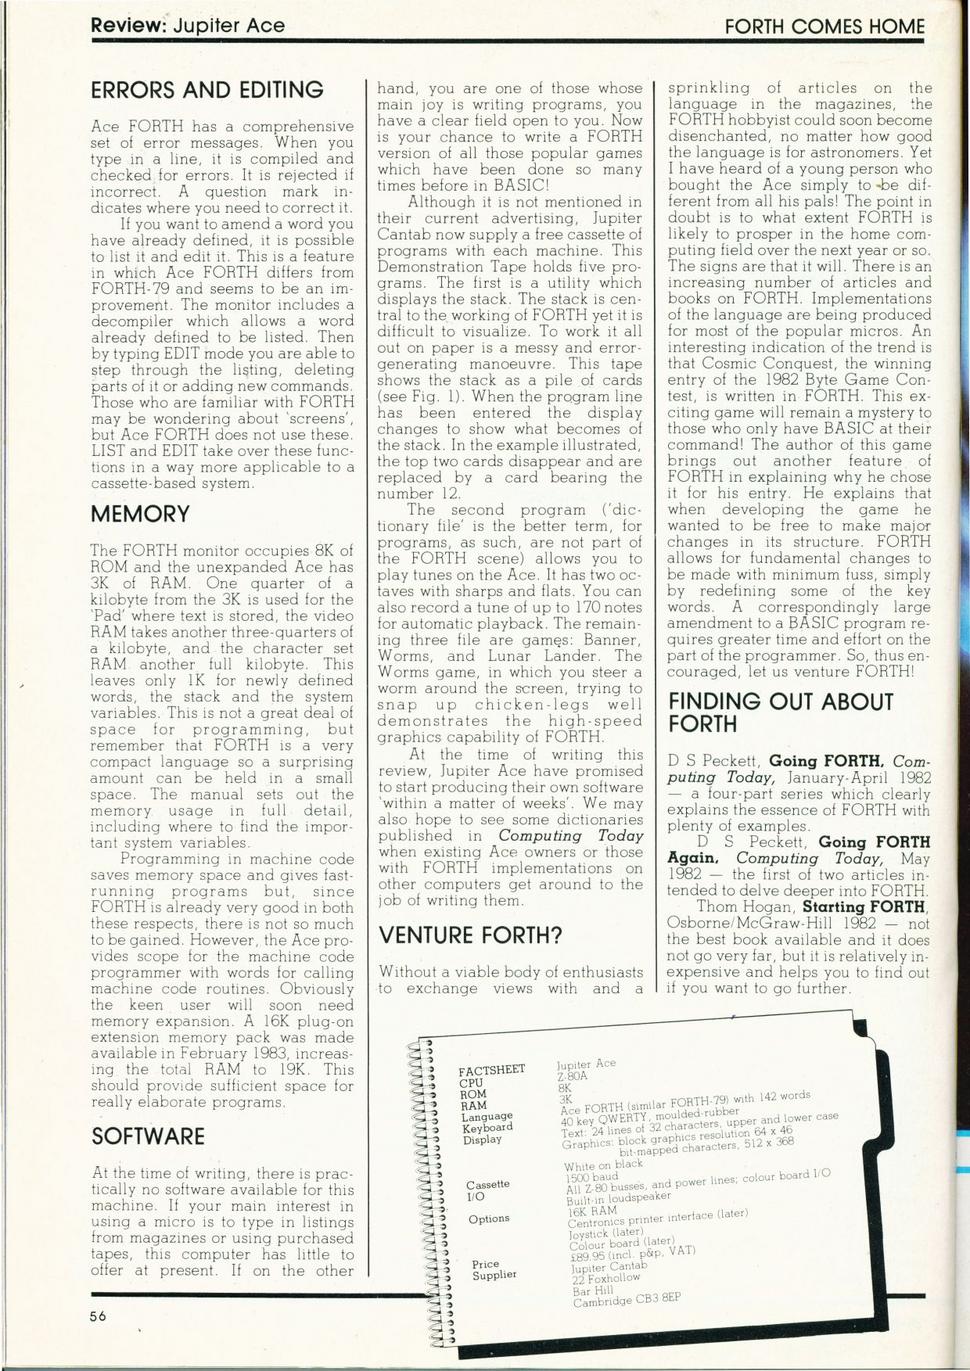 Review: Jupiter Ace
FORTH COMES HOME
ERRORS AND EDITING
Ace FORTH has a comprehensive
set of error messages. When you
type in a line, it is compiled and
checked for errors. It is rejected if
incorrect. A question mark in-
dicates where you need to correct it.
If you want to amend a word you
have already defined, it is possible
to list it and edit it. This is a feature
in which Ace FORTH differs from
FORTH-79 and seems to be an im-
provement. The monitor includes a
decompiler which allows a word
already defined to be listed. Then
by typing EDIT mode you are able to
step through the listing, deleting
parts of it or adding new commands.
Those who are familiar with FORTH
may be wondering about 'screens',
but Ace FORTH does not use these.
LIST and EDIT take over these func-
tions in a way more applicable to a
cassette-based system.
MEMORY
The FORTH monitor occupies 8K of
ROM and the unexpanded Ace has
3K of RAM. One quarter of a
kilobyte from the 3K is used for the
'Pad' where text is stored, the video
RAM takes another three-quarters of
a kilobyte, and the character set
RAM another full kilobyte. This
leaves only 1K for newly defined
words, the stack and the system
variables. This is not a great deal of
space for programming, but
remember that FORTH is a very
compact language so a surprising
amount can be held in a small
space. The manual sets out the
memory usage in full detail,
including where to find the impor-
tant system variables.
Programming in machine code
saves memory space and gives fast-
running programs but, since
FORTH is already very good in both
these respects, there is not so much
to be gained. However, the Ace pro-
vides scope for the machine code
programmer with words for calling
machine code routines. Obviously
the keen user will soon need
memory expansion. A 16K plug-on
extension memory pack was made
available in February 1983, increas-
ing the total RAM to 19K. This
should provide sufficient space for
really elaborate programs.
SOFTWARE
At the time of writing, there is prac-
tically no software available for this
machine. If your main interest in
using a micro is to type in listings
from magazines or using purchased
tapes, this computer has little to
offer at present. If on the other
hand, you are one of those whose
main joy is writing programs, you
have a clear field open to you. Now
is your chance to write a FORTH
version of all those popular games
which have been done so many
times before in BASIC!
Although it is not mentioned in
their current advertising, Jupiter
Cantab now supply a free cassette of
programs with each machine. This
Demonstration Tape holds five pro-
grams. The first is a utility which
displays the stack. The stack is cen-
tral to the working of FORTH yet it is
difficult to visualize. To work it all
out on paper is a messy and error-
generating manoeuvre. This tape
shows the stack as a pile of cards
(see Fig. 1). When the program line
has been entered the display
changes to show what becomes of
the stack. In the example illustrated,
the top two cards disappear and are
replaced by a card bearing the
number 12.
The second program ('dic-
tionary file' is the better term, for
programs, as such, are not part of
the FORTH scene) allows you to
play tunes on the Ace. It has two oc-
taves with sharps and flats. You can
also record a tune of up to 170 notes
for automatic playback. The remain-
ing three file are games: Banner,
Worms, and Lunar Lander. The
Worms game, in which you steer a
worm around the screen, trying to
snap up chicken-legs well
demonstrates the high-speed
graphics capability of FORTH.
At the time of writing this
review, Jupiter Ace have promised
to start producing their own software
'within a matter of weeks'. We may
also hope to see some dictionaries
published in Computing Today
when existing Ace owners or those
with FORTH implementations on
other computers get around to the
job of writing them.
VENTURE FORTH?
Without a viable body of enthusiasts
to exchange views with and a
sprinkling of articles on the
language in the magazines, the
FORTH hobbyist could soon become
disenchanted, no matter how good
the language is for astronomers. Yet
I have heard of a young person who
bought the Ace simply to be dif-
ferent from all his pals! The point in
doubt is to what extent FORTH is
likely to prosper in the home com-
puting field over the next year or so.
The signs are that it will. There is an
increasing number of articles and
books on FORTH. Implementations
of the language are being produced
for most of the popular micros. An
interesting indication of the trend is
that Cosmic Conquest, the winning
entry of the 1982 Byte Game Con-
test, is written in FORTH. This ex-
citing game will remain a mystery to
those who only have BASIC at their
command! The author of this game
brings out another feature of
FORTH in explaining why he chose
it for his entry. He explains that
when developing the game he
wanted to be free to make major
changes in its structure. FORTH
allows for fundamental changes to
be made with minimum fuss, simply
by redefining some of the key
words. A correspondingly large
amendment to a BASIC program re-
quires greater time and effort on the
part of the programmer. So, thus en-
couraged, let us venture FORTH!
FINDING OUT ABOUT
FORTH
D S Peckett, Going FORTH, Com-
puting Today, January-April 1982
— a four-part series which clearly
explains the essence of FORTH with
plenty of examples.
D S Peckett, Going FORTH
Again, Computing Today, May
1982 — the first of two articles in-
tended to delve deeper into FORTH.
Thom Hogan, Starting FORTH,
Osborne/McGraw-Hill 1982 — not
the best book available and it does
not go very far, but it is relatively in-
expensive and helps you to find out
if you want to go further.
FACTSHEET Jupiter Ace
CPU Z-80A
ROM 8K
RAM 3K
Language Ace FORTH (similar FORTH-79) with 142 words
Keyboard 40 key QWERTY, moulded-rubber
Display Text: 24 lines of 32 characters, upper and lower case
Graphics: block graphics resolution 64 x 46
bit-mapped characters, 512 x 368
White on black
Cassette 1500 baud
I/O All Z-80 busses, and power lines; colour board I/O
Built-in loudspeaker
Options 16K RAM
Centronics printer interface (later)
Joystick (later)
Colour board (later)
Price £89.95 (incl. p&p, VAT)
Supplier Jupiter Cantab
22 Foxhollow
Bar Hill
Cambridge CB3 8EP
56